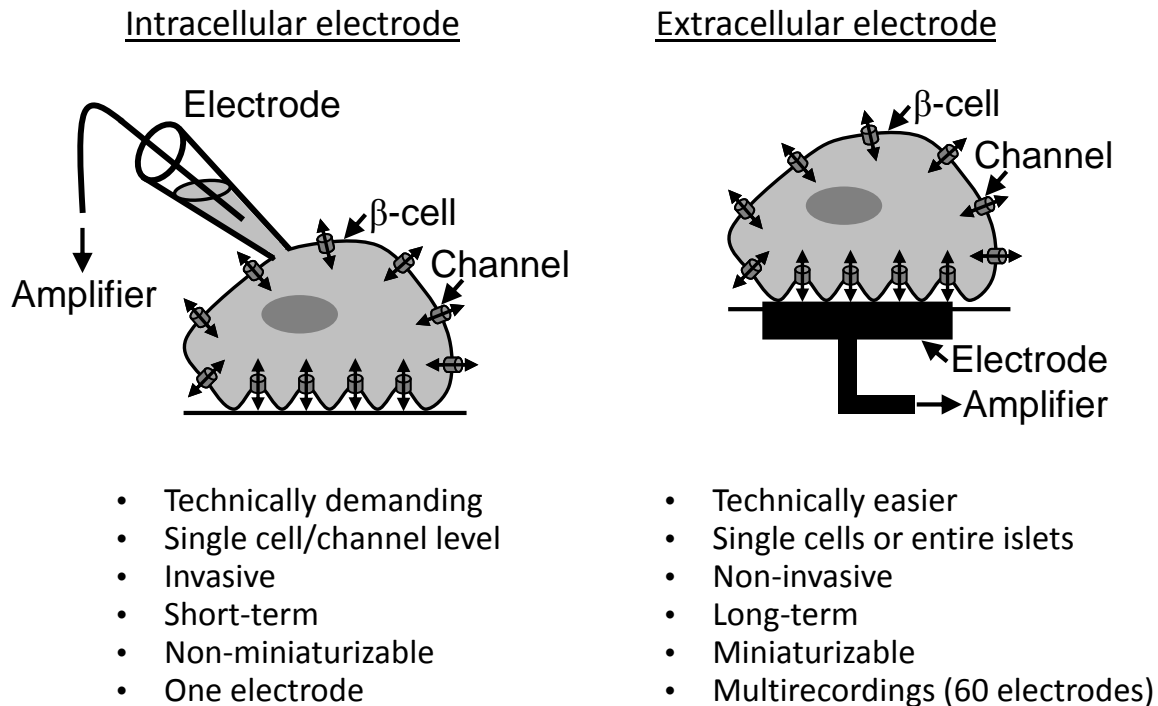 Intracellular electrode
Electrode
β-cell
Channel
Amplifier
• Technically demanding
• Single cell/channel level
• Invasive
• Short-term
• Non-miniaturizable
• One electrode
Extracellular electrode
β-cell
Channel
Electrode
Amplifier
• Technically easier
• Single cells or entire islets
• Non-invasive
• Long-term
• Miniaturizable
• Multirecordings (60 electrodes)